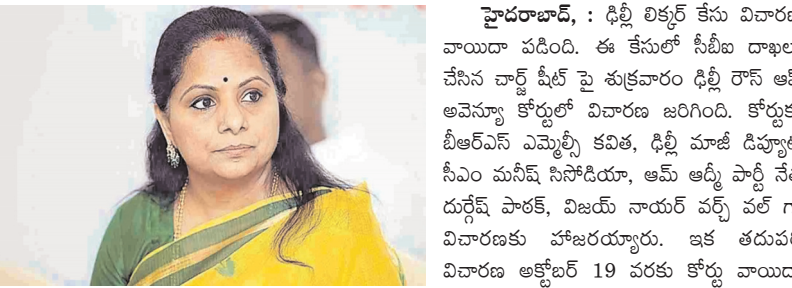 హైదరాబాద్, : ఢిల్లీ లిక్కర్ కేసు విచారణ
వాయిదా పడింది. ఈ కేసులో సీబీఐ దాఖలు
చేసిన చార్జ్ షీట్ పై శుక్రవారం ఢిల్లీ రౌస్
అవెన్యూ కోర్టులో విచారణ జరిగింది. కోర్టుకు
బీఆర్ఎస్ ఎమ్మెల్సీ కవిత, ఢిల్లీ మాజీ డిప్యూటీ
సీఎం మనీష్ సిసోడియా, ఆమ్ ఆద్మీ పార్టీ నేత
దుర్గేష్ పాఠక్, విజయ్ నాయర్ వర్చ్ వల్ గా
విచారణకు హాజరయ్యారు. ఇక తదుపరి
విచారణ అక్టోబర్ 19 వరకు కోర్టు వాయిదా